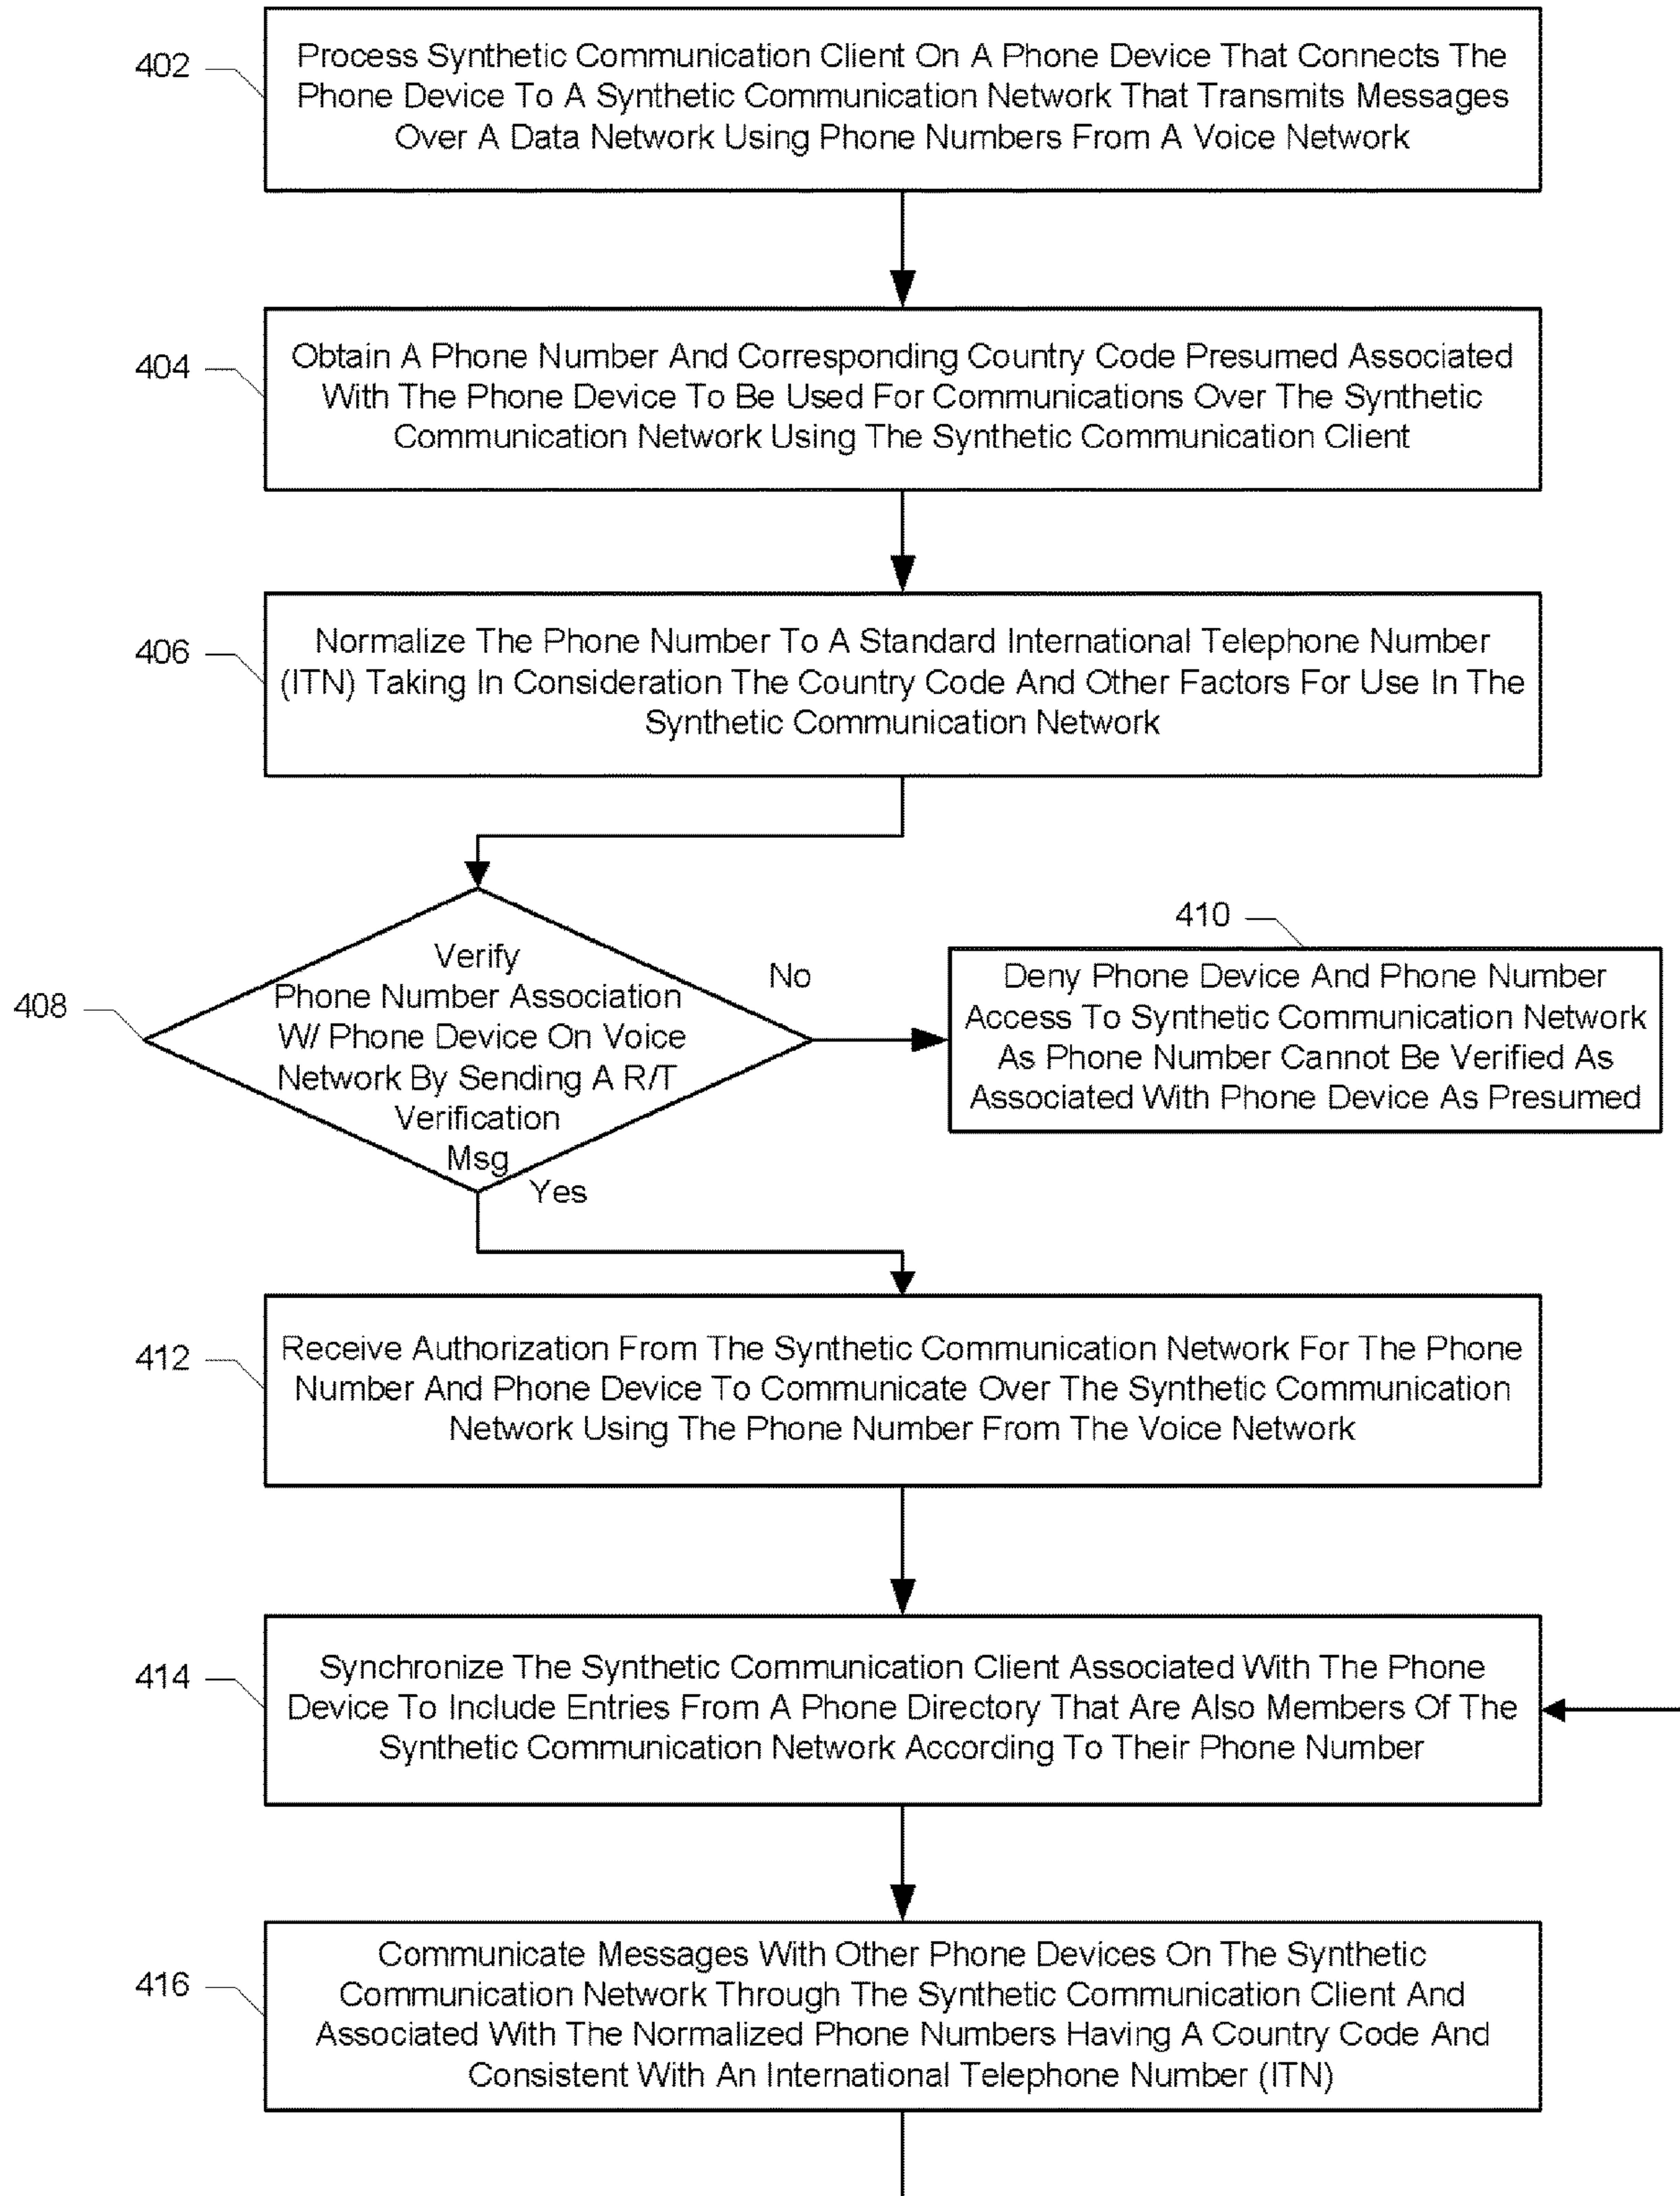 402
Process Synthetic Communication Client On A Phone Device That Connects The
Phone Device To A Synthetic Communication Network That Transmits Messages
Over A Data Network Using Phone Numbers From A Voice Network
404
Obtain A Phone Number And Corresponding Country Code Presumed Associated
With The Phone Device To Be Used For Communications Over The Synthetic
Communication Network Using The Synthetic Communication Client
406
Normalize The Phone Number To A Standard International Telephone Number
(ITN) Taking In Consideration The Country Code And Other Factors For Use In The
Synthetic Communication Network
408
Verify
Phone Number Association
W/ Phone Device On Voice
Network By Sending A R/T
Verification
Msg
No
Yes
410
Deny Phone Device And Phone Number
Access To Synthetic Communication Network
As Phone Number Cannot Be Verified As
Associated With Phone Device As Presumed
412
Receive Authorization From The Synthetic Communication Network For The Phone
Number And Phone Device To Communicate Over The Synthetic Communication
Network Using The Phone Number From The Voice Network
414
Synchronize The Synthetic Communication Client Associated With The Phone
Device To Include Entries From A Phone Directory That Are Also Members Of The
Synthetic Communication Network According To Their Phone Number
416
Communicate Messages With Other Phone Devices On The Synthetic
Communication Network Through The Synthetic Communication Client And
Associated With The Normalized Phone Numbers Having A Country Code And
Consistent With An International Telephone Number (ITN)